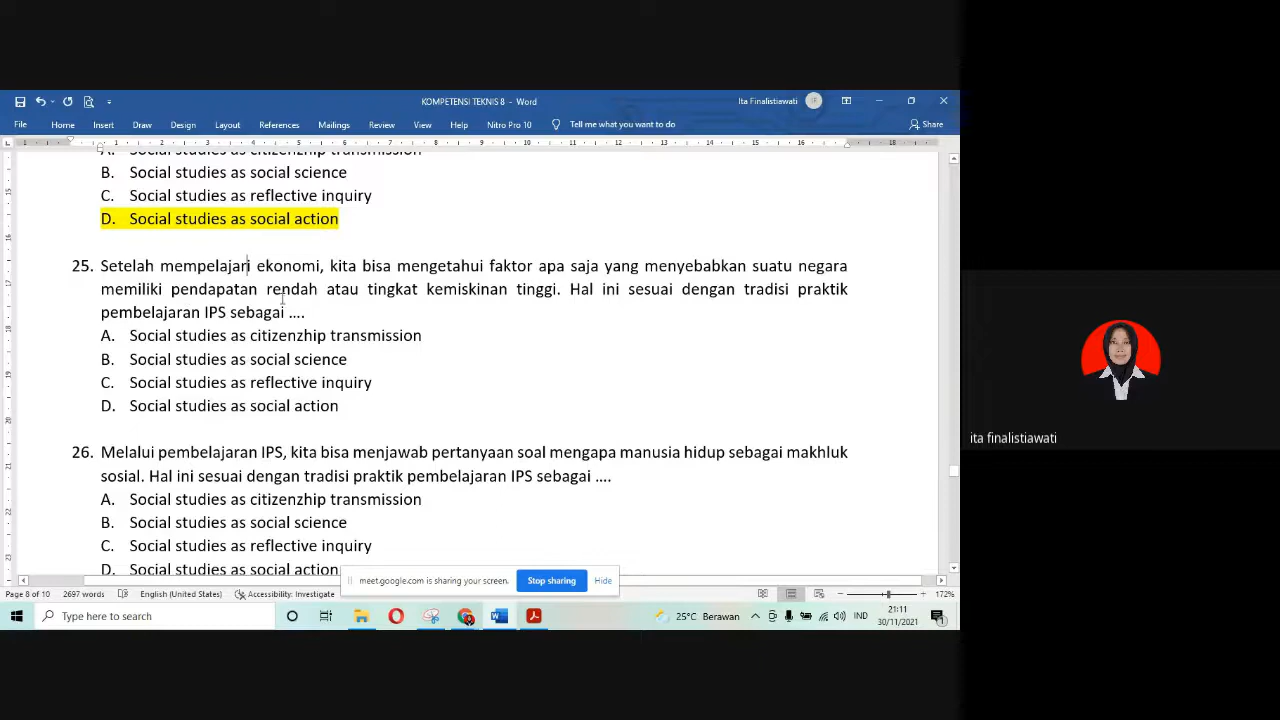 KOMPETENSI TEKNIS 8 - Word
Ita Finalistiawati
IF
File Home Insert Draw Design Layout References Mailings Review View Help Nitro Pro 10 Tell me what you want to do Share
A. Social studies as citizenzhip transmission
B. Social studies as social science
C. Social studies as reflective inquiry
D. Social studies as social action
25. Setelah mempelajari ekonomi, kita bisa mengetahui faktor apa saja yang menyebabkan suatu negara
memiliki pendapatan rendah atau tingkat kemiskinan tinggi. Hal ini sesuai dengan tradisi praktik
pembelajaran IPS sebagai ....
A. Social studies as citizenzhip transmission
B. Social studies as social science
C. Social studies as reflective inquiry
D. Social studies as social action
26. Melalui pembelajaran IPS, kita bisa menjawab pertanyaan soal mengapa manusia hidup sebagai makhluk
sosial. Hal ini sesuai dengan tradisi praktik pembelajaran IPS sebagai ....
A. Social studies as citizenzhip transmission
B. Social studies as social science
C. Social studies as reflective inquiry
D. Social studies as social action
meet.google.com is sharing your screen. Stop sharing Hide
Page 8 of 10 2697 words English (United States) Accessibility: Investigate 172%
Type here to search
25°C Berawan
IND
21:11
30/11/2021
1
ita finalistiawati